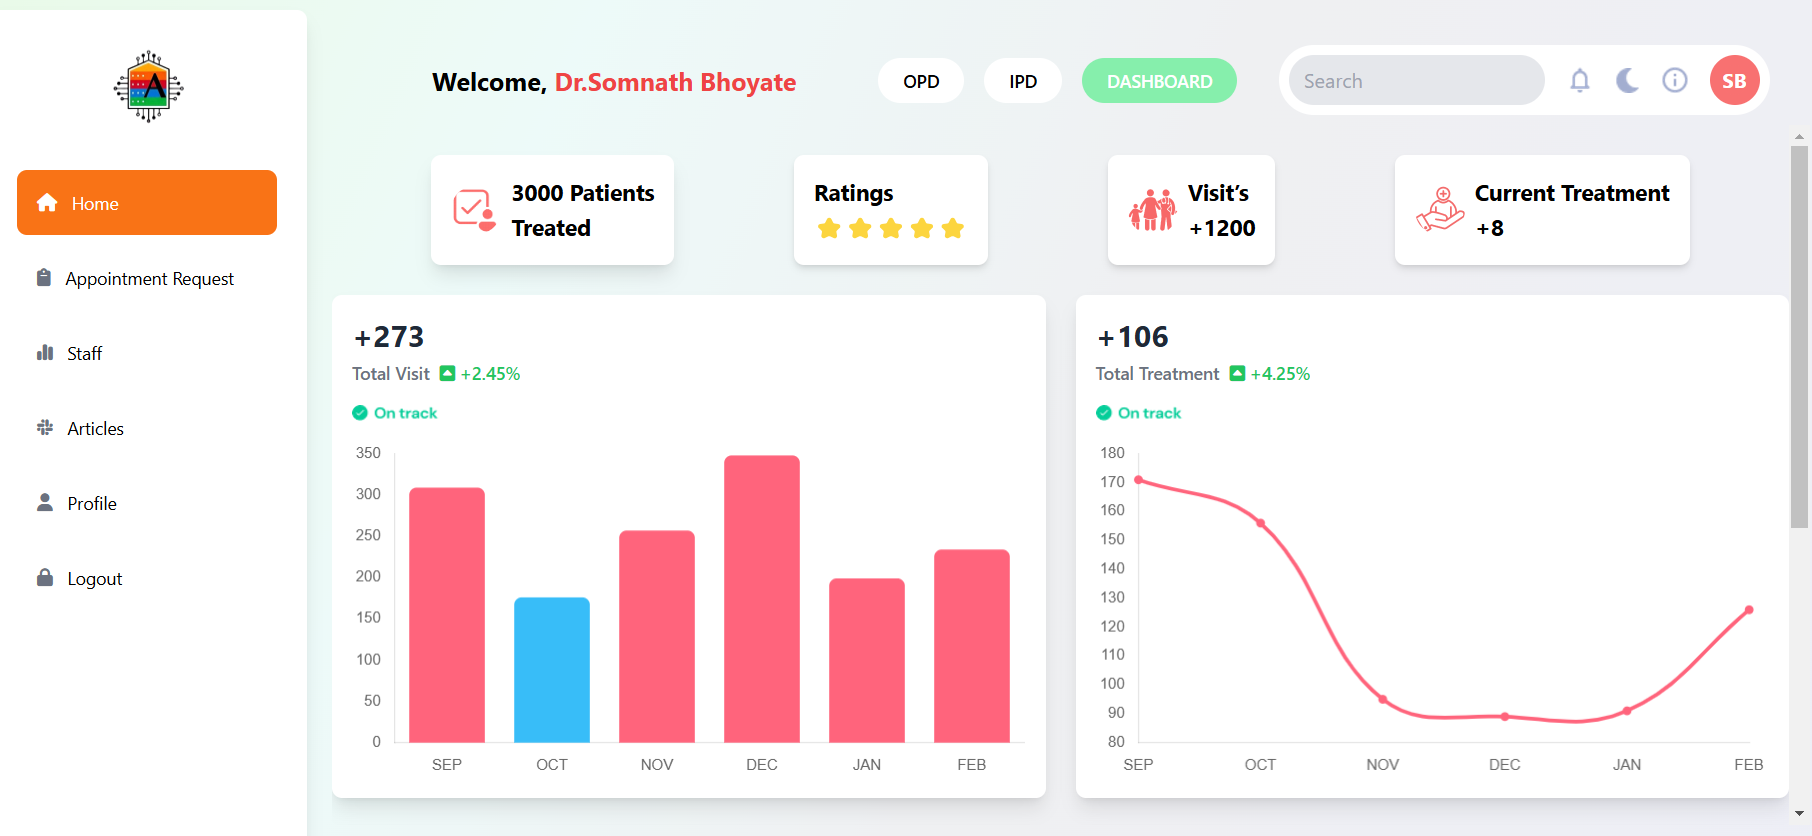 A
Welcome, Dr.Somnath Bhoyate
OPD
IPD
DASHBOARD
Search
SB
Home
Appointment Request
Staff
Articles
Profile
Logout
3000 Patients
Treated
Ratings
Visit’s
+1200
Current Treatment
+8
+273
Total Visit +2.45%
On track
350
300
250
200
150
100
50
0
SEP OCT NOV DEC JAN FEB
+106
Total Treatment +4.25%
On track
180
170
160
150
140
130
120
110
100
90
80
SEP OCT NOV DEC JAN FEB